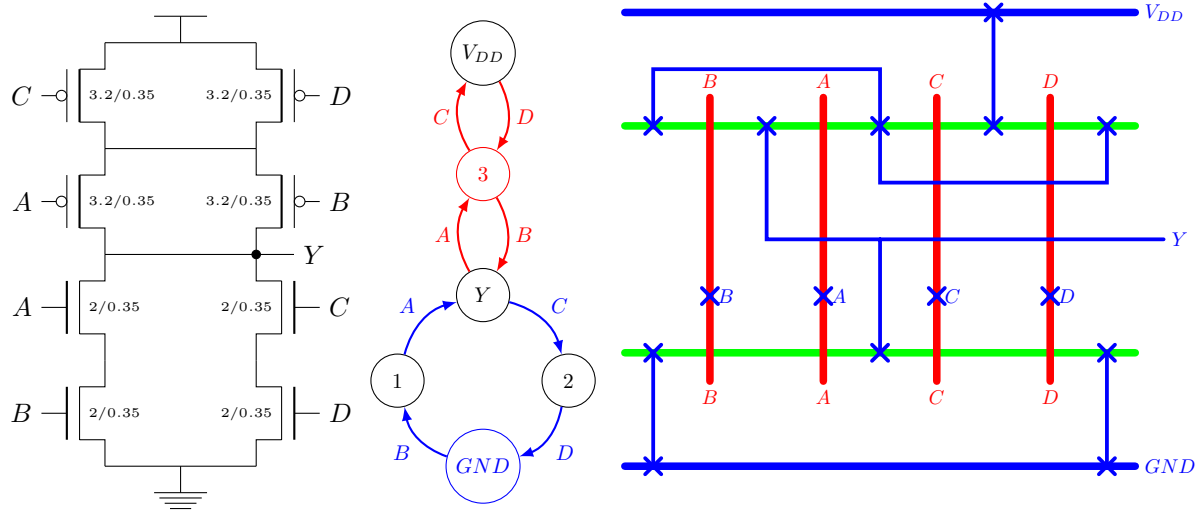 C 3.2/0.35 3.2/0.35 D
A 3.2/0.35 3.2/0.35 B
Y
A 2/0.35 2/0.35 C
B 2/0.35 2/0.35 D
V_DD
C D
3
A B
Y
A C
1 2
B D
GND
V_DD
B A C D
Y
B A C D
B A C D
GND